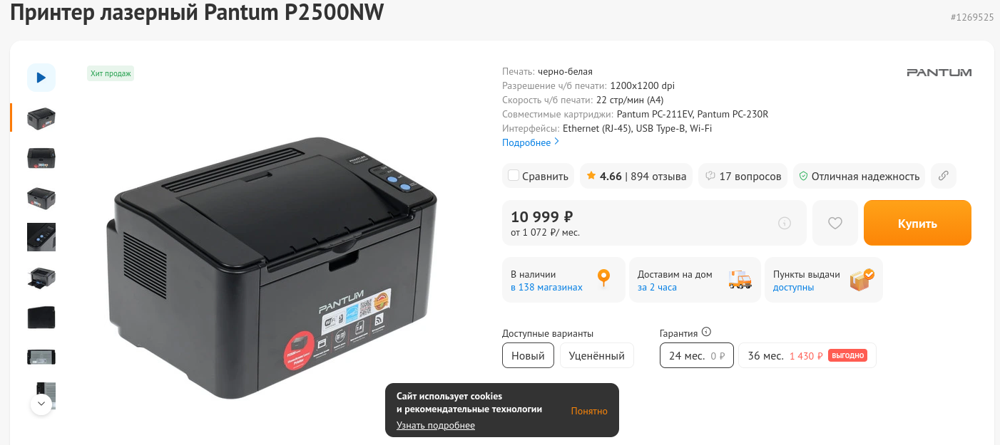 Принтер лазерный Pantum P2500NW
#1269525
Хит продаж
PANTUM
Печать: черно-белая
Разрешение ч/б печати: 1200x1200 dpi
Скорость ч/б печати: 22 стр/мин (A4)
Совместимые картриджи: Pantum PC-211EV, Pantum PC-230R
Интерфейсы: Ethernet (RJ-45), USB Type-B, Wi-Fi
Подробнее
Сравнить
4.66 | 894 отзыва
17 вопросов
Отличная надежность
10 999 ₽
от 1 072 ₽/ мес.
Купить
В наличии
в 138 магазинах
Доставим на дом
за 2 часа
Пункты выдачи
доступны
PANTUM
Доступные варианты
Новый
Уценённый
Гарантия
24 мес. 0 ₽
36 мес. 1 430 ₽ ВЫГОДНО
Сайт использует cookies
и рекомендательные технологии
Понятно
Узнать подробнее